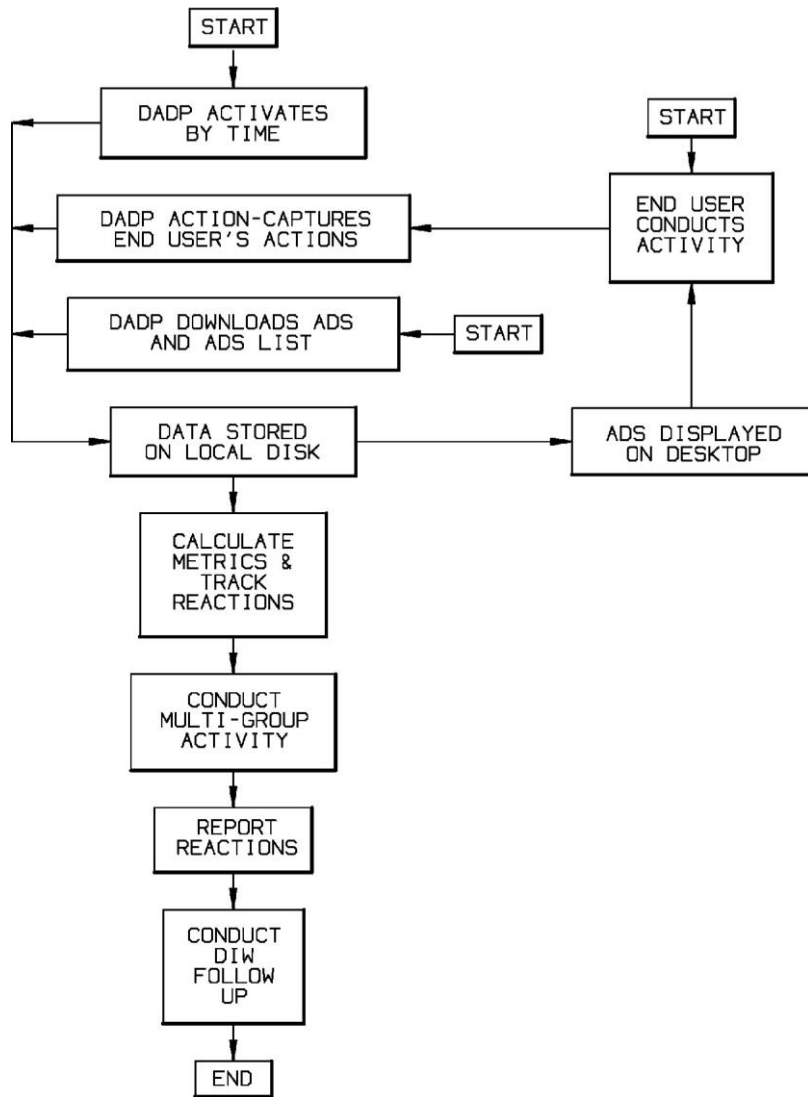 START
DADP ACTIVATES
BY TIME
START
END USER
CONDUCTS
ACTIVITY
DADP ACTION-CAPTURES
END USER'S ACTIONS
DADP DOWNLOADS ADS
AND ADS LIST
START
DATA STORED
ON LOCAL DISK
ADS DISPLAYED
ON DESKTOP
CALCULATE
METRICS &
TRACK
REACTIONS
CONDUCT
MULTI-GROUP
ACTIVITY
REPORT
REACTIONS
CONDUCT
DIW
FOLLOW
UP
END